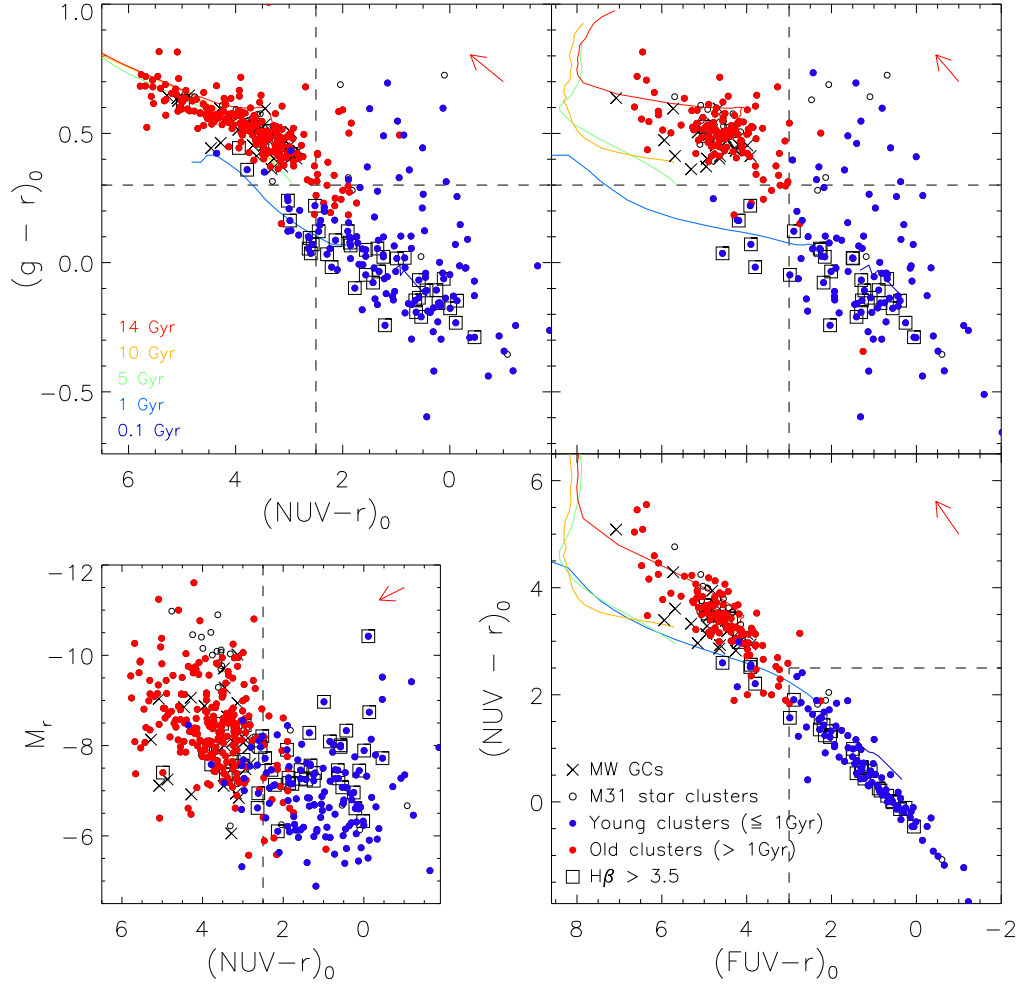 1.0
0.5
0.0
−0.5
(g − r)₀
14 Gyr
10 Gyr
5 Gyr
1 Gyr
0.1 Gyr
6 4 2 0
(NUV−r)₀
−12
−10
−8
−6
M_r
6 4 2 0
(NUV−r)₀
6
4
2
0
(NUV − r)₀
MW GCs
M31 star clusters
Young clusters (≦ 1Gyr)
Old clusters (> 1Gyr)
Hβ > 3.5
8 6 4 2 0 −2
(FUV−r)₀